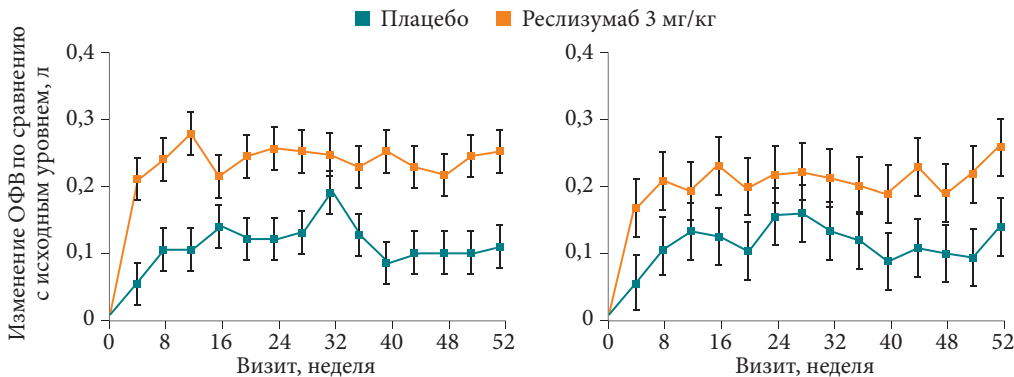 Плацебо Реслизумаб 3 мг/кг
Изменение ОФВ по сравнению
с исходным уровнем, л
0,4
0,3
0,2
0,1
0
0 8 16 24 32 40 48 52
Визит, неделя
0,4
0,3
0,2
0,1
0
0 8 16 24 32 40 48 52
Визит, неделя